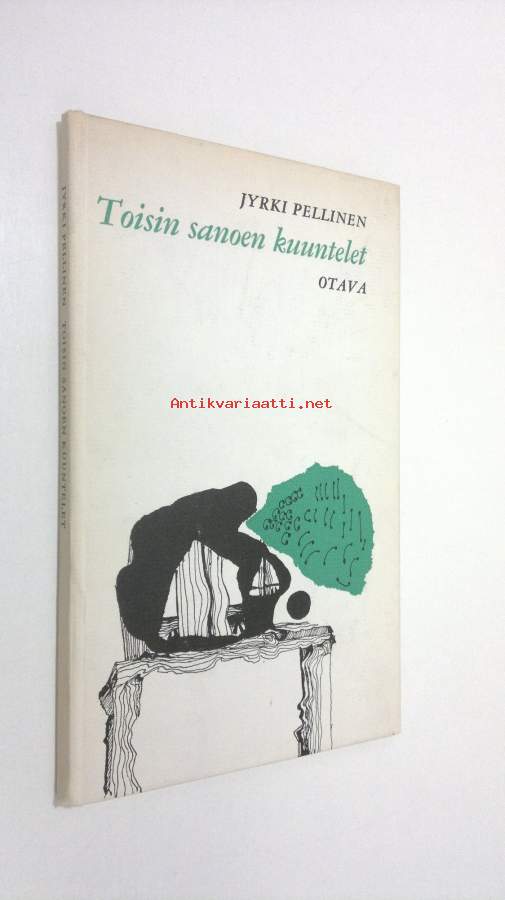 JYRKI PELLINEN
Toisin sanoen kuuntelet
OTAVA
Antikvariaatti.net
JYRKI PELLINEN TOISIN SANOEN KUUNTELET